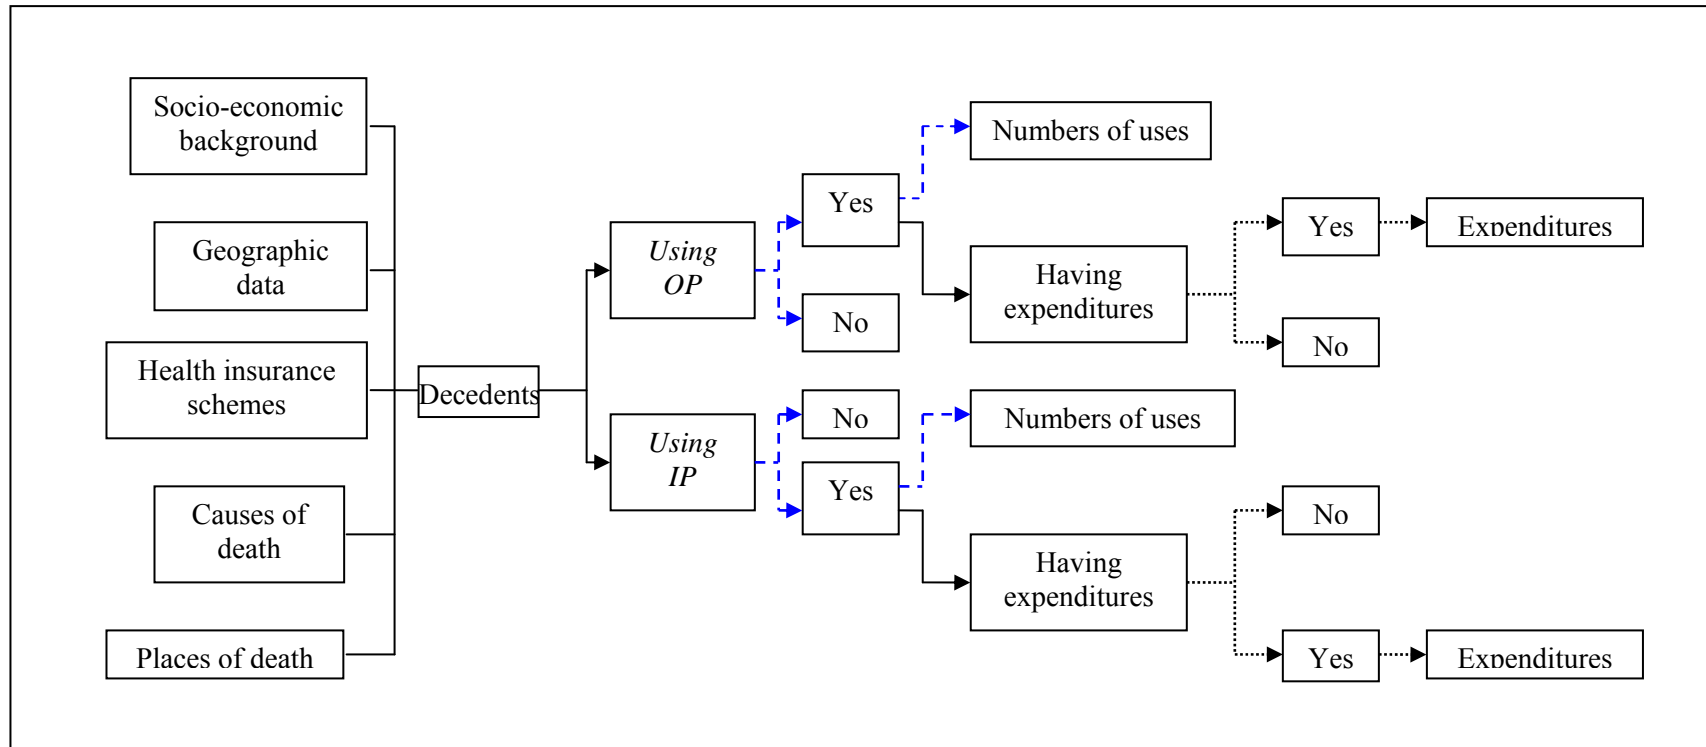 Socio-economic
background
Geographic
data
Health insurance
schemes
Causes of
death
Places of death
Decedents
Using
OP
Using
IP
Yes
No
No
Yes
Numbers of uses
Having
expenditures
Numbers of uses
Having
expenditures
Yes
No
No
Yes
Expenditures
Expenditures